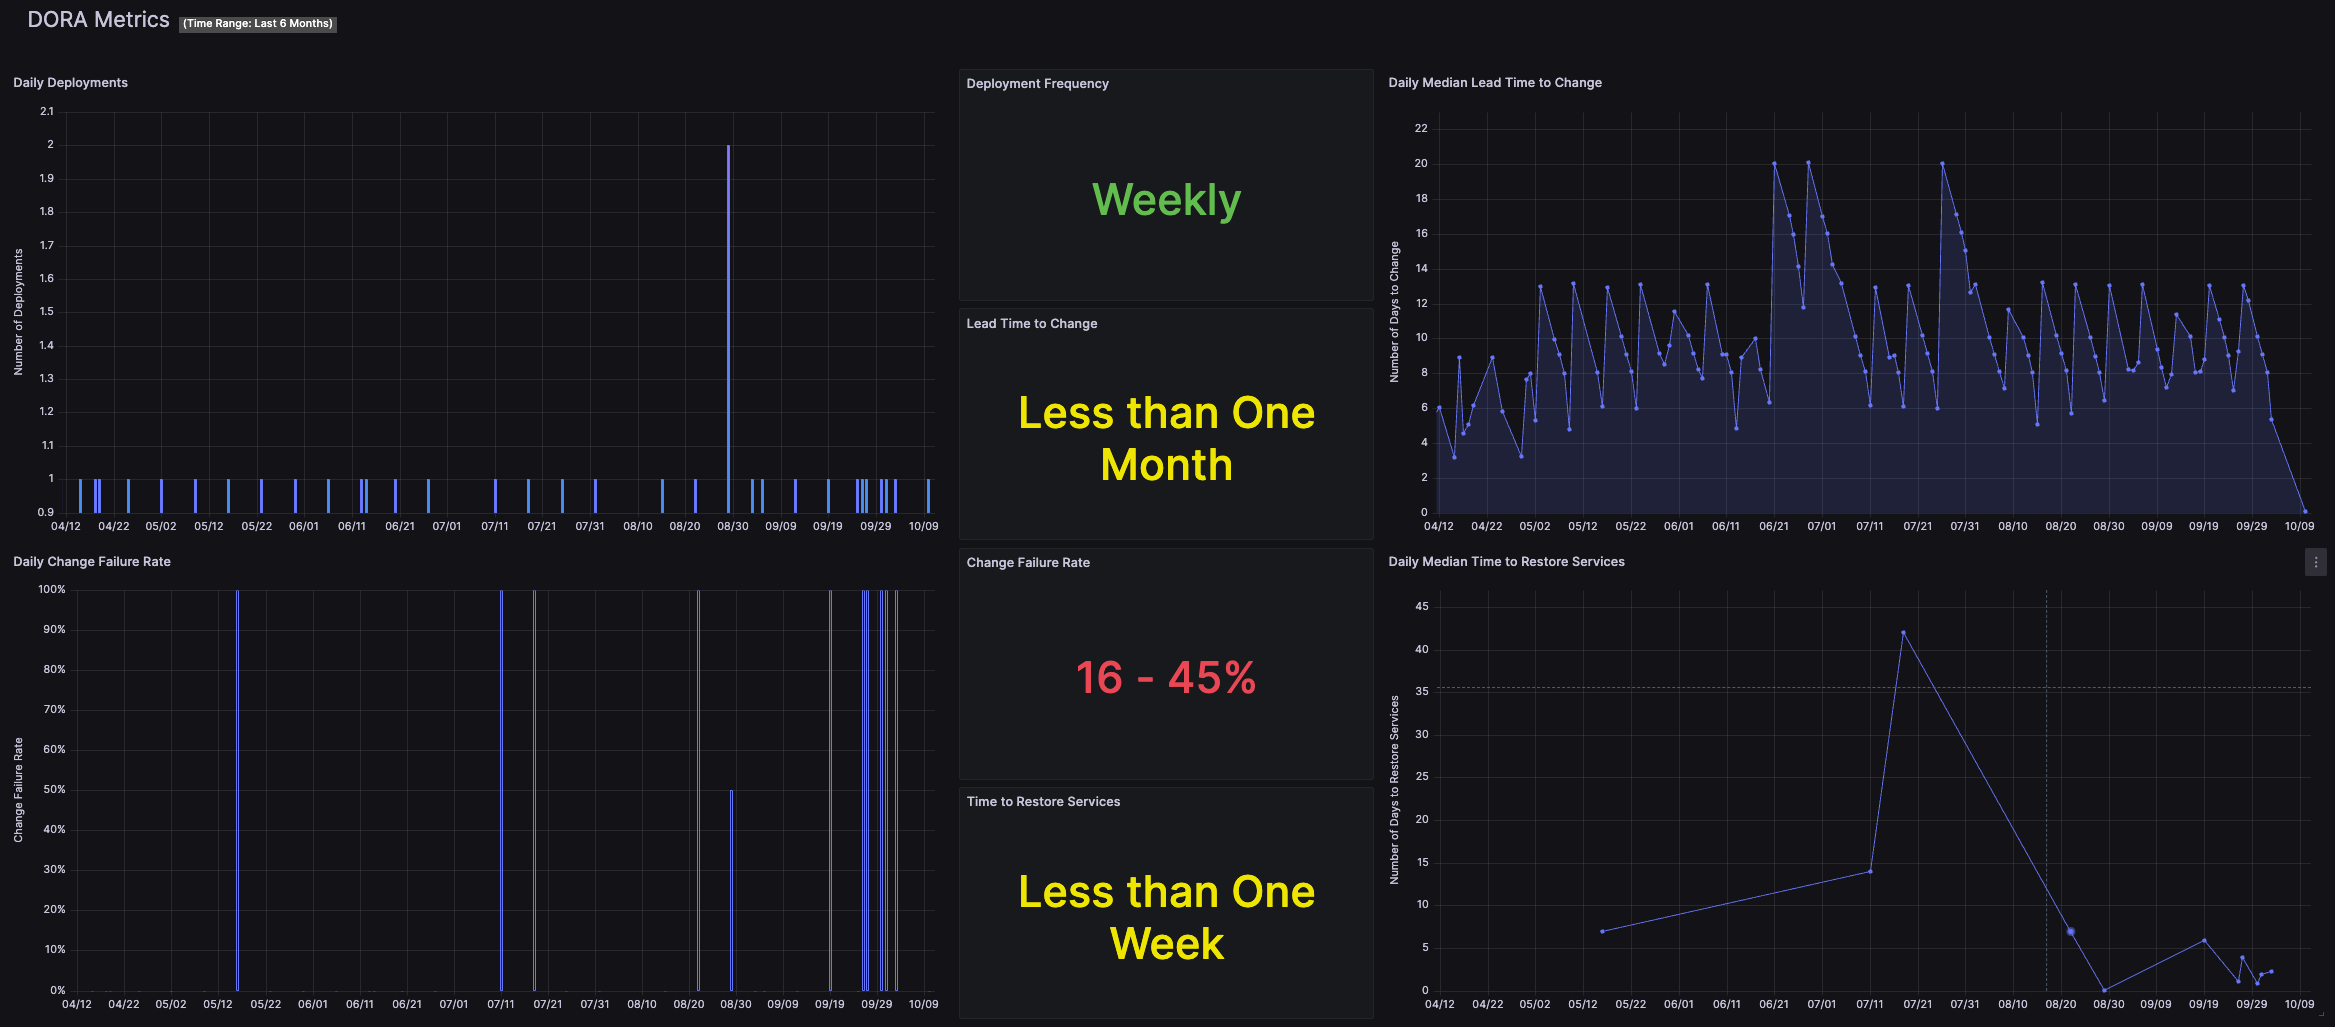 DORA Metrics (Time Range: Last 6 Months)
Daily Deployments
Number of Deployments
2.1
2
1.9
1.8
1.7
1.6
1.5
1.4
1.3
1.2
1.1
1
0.9
04/12 04/22 05/02 05/12 05/22 06/01 06/11 06/21 07/01 07/11 07/21 07/31 08/10 08/20 08/30 09/09 09/19 09/29 10/09
Deployment Frequency
Weekly
Lead Time to Change
Less than One
Month
Daily Median Lead Time to Change
Number of Days to Change
22
20
18
16
14
12
10
8
6
4
2
0
04/12 04/22 05/02 05/12 05/22 06/01 06/11 06/21 07/01 07/11 07/21 07/31 08/10 08/20 08/30 09/09 09/19 09/29 10/09
Daily Change Failure Rate
Change Failure Rate
100%
90%
80%
70%
60%
50%
40%
30%
20%
10%
0%
04/12 04/22 05/02 05/12 05/22 06/01 06/11 06/21 07/01 07/11 07/21 07/31 08/10 08/20 08/30 09/09 09/19 09/29 10/09
Change Failure Rate
16 - 45%
Time to Restore Services
Less than One
Week
Daily Median Time to Restore Services
Number of Days to Restore Services
45
40
35
30
25
20
15
10
5
0
04/12 04/22 05/02 05/12 05/22 06/01 06/11 06/21 07/01 07/11 07/21 07/31 08/10 08/20 08/30 09/09 09/19 09/29 10/09